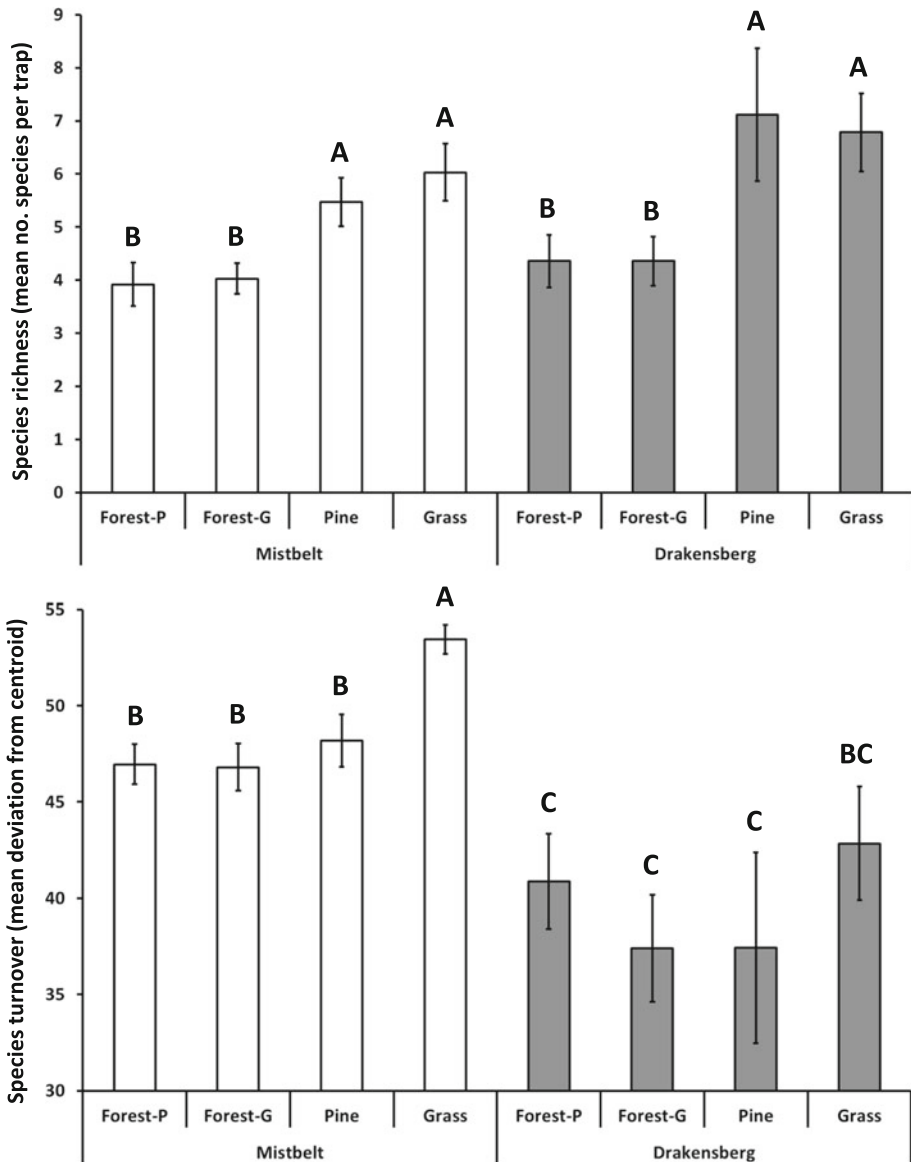 Species richness (mean no. species per trap)
9
8
7
6
5
4
3
2
1
0
B
B
A
A
B
B
A
A
Forest-P
Forest-G
Pine
Grass
Forest-P
Forest-G
Pine
Grass
Mistbelt
Drakensberg
Species turnover (mean deviation from centroid)
55
50
45
40
35
30
B
B
B
A
C
C
C
BC
Forest-P
Forest-G
Pine
Grass
Forest-P
Forest-G
Pine
Grass
Mistbelt
Drakensberg